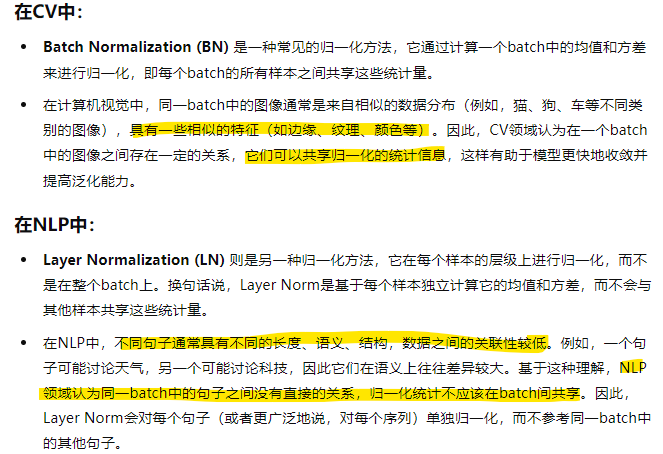 在CV中：
• Batch Normalization (BN) 是一种常见的归一化方法，它通过计算一个batch中的均值和方差
来进行归一化，即每个batch的所有样本之间共享这些统计量。
• 在计算机视觉中，同一batch中的图像通常是来自相似的数据分布（例如，猫、狗、车等不同类
别的图像），具有一些相似的特征（如边缘、纹理、颜色等）。因此，CV领域认为在一个batch
中的图像之间存在一定的关系，它们可以共享归一化的统计信息，这样有助于模型更快地收敛并
提高泛化能力。
在NLP中：
• Layer Normalization (LN) 则是另一种归一化方法，它在每个样本的层级上进行归一化，而不
是在整个batch上。换句话说，Layer Norm是基于每个样本独立计算它的均值和方差，而不会与
其他样本共享这些统计量。
• 在NLP中，不同句子通常具有不同的长度、语义、结构，数据之间的关联性较低。例如，一个句
子可能讨论天气，另一个可能讨论科技，因此它们在语义上往往差异较大。基于这种理解，NLP
领域认为同一batch中的句子之间没有直接的关系，归一化统计不应该在batch间共享。因此，
Layer Norm会对每个句子（或者更广泛地说，对每个序列）单独归一化，而不参考同一batch中
的其他句子。